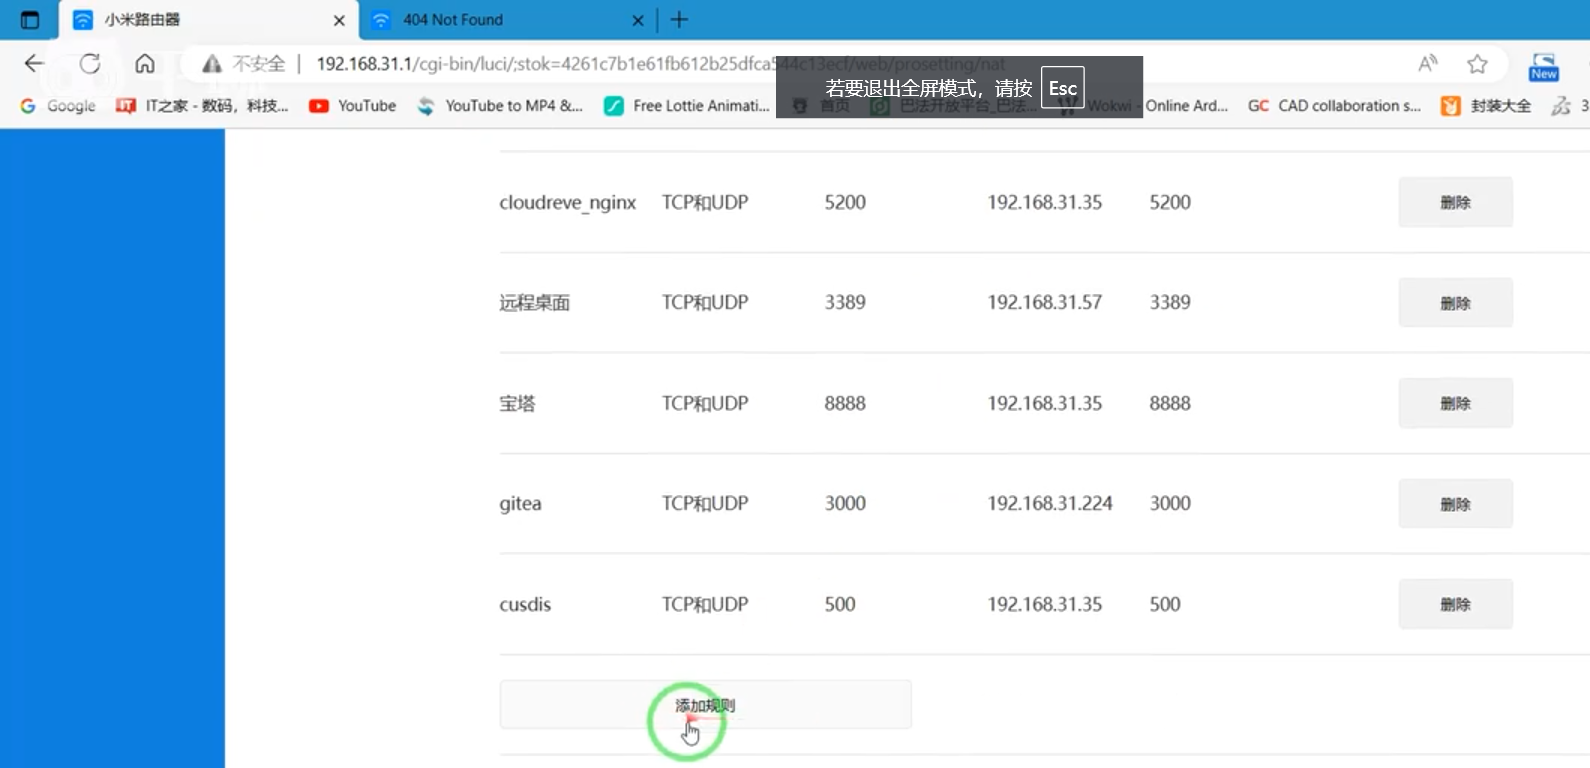 小米路由器
404 Not Found
不安全 | 192.168.31.1/cgi-bin/luci/;stok=4261c7b1e61fb612b25dfca544c13ecf/web/prosetting/nat
若要退出全屏模式，请按 Esc
New
Google
IT之家 - 数码，科技...
YouTube
YouTube to MP4 &...
Free Lottie Animati...
首页
巴法开放平台_巴法...
Wokwi - Online Ard...
GC CAD collaboration s...
封装大全
3
cloudreve_nginx TCP和UDP 5200 192.168.31.35 5200 删除
远程桌面 TCP和UDP 3389 192.168.31.57 3389 删除
宝塔 TCP和UDP 8888 192.168.31.35 8888 删除
gitea TCP和UDP 3000 192.168.31.224 3000 删除
cusdis TCP和UDP 500 192.168.31.35 500 删除
添加规则